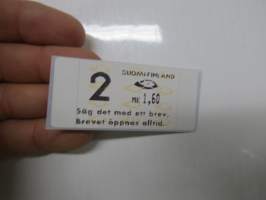 2
SUOMI-FINLAND
MK 1,60
Säg det med ett brev.
Brevet öppnas alltid.